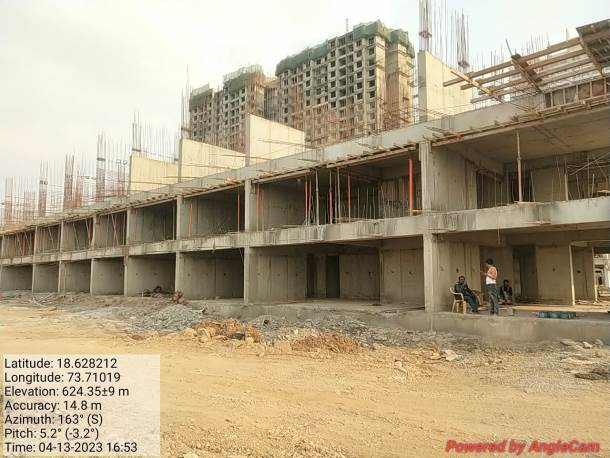 Latitude: 18.628212
Longitude: 73.71019
Elevation: 624.35±9 m
Accuracy: 14.8 m
Azimuth: 163° (S)
Pitch: 5.2° (-3.2°)
Time: 04-13-2023 16:53
Powered by AngleCam